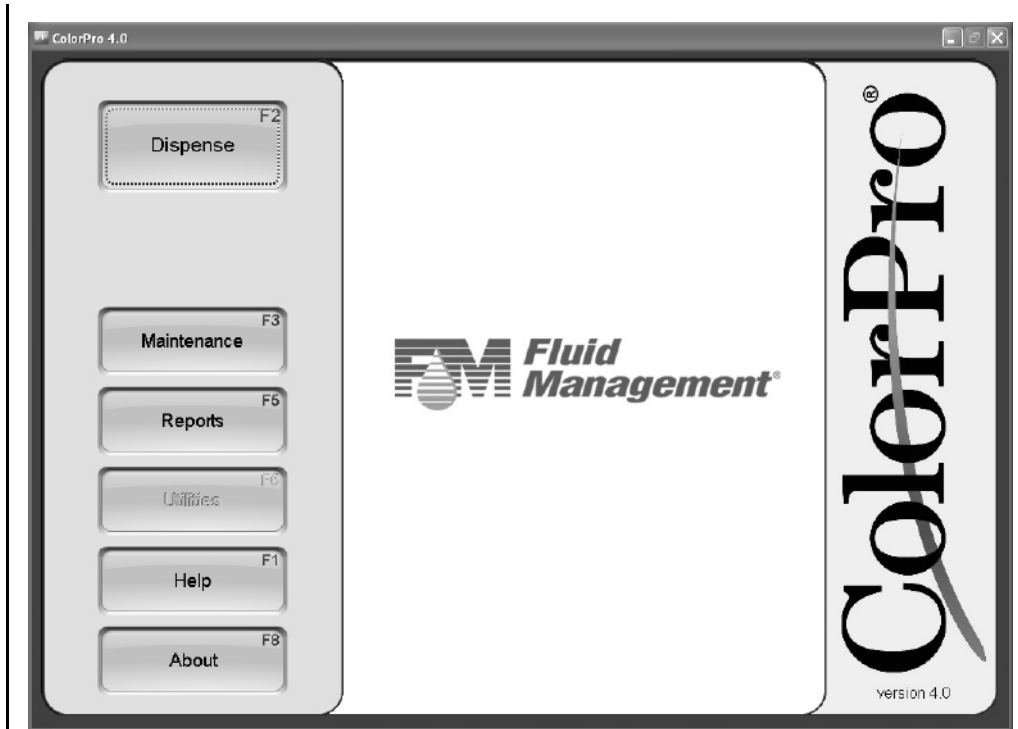 ColorPro 4.0
F2
Dispense
F3
Maintenance
F5
Reports
F6
Utilities
F1
Help
F8
About
FM Fluid
Management®
ColorPro®
version 4.0